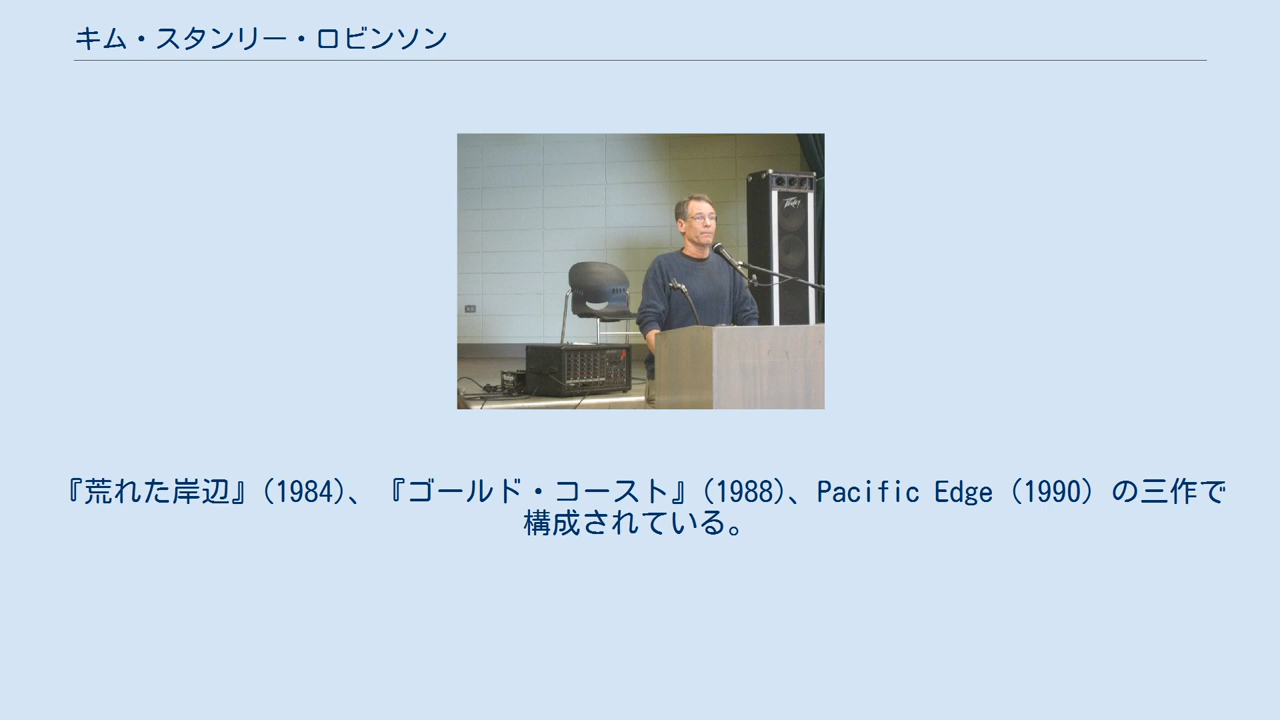 キム・スタンリー・ロビンソン
PEAVEY
『荒れた岸辺』(1984)、『ゴールド・コースト』(1988)、Pacific Edge (1990) の三作で
構成されている。